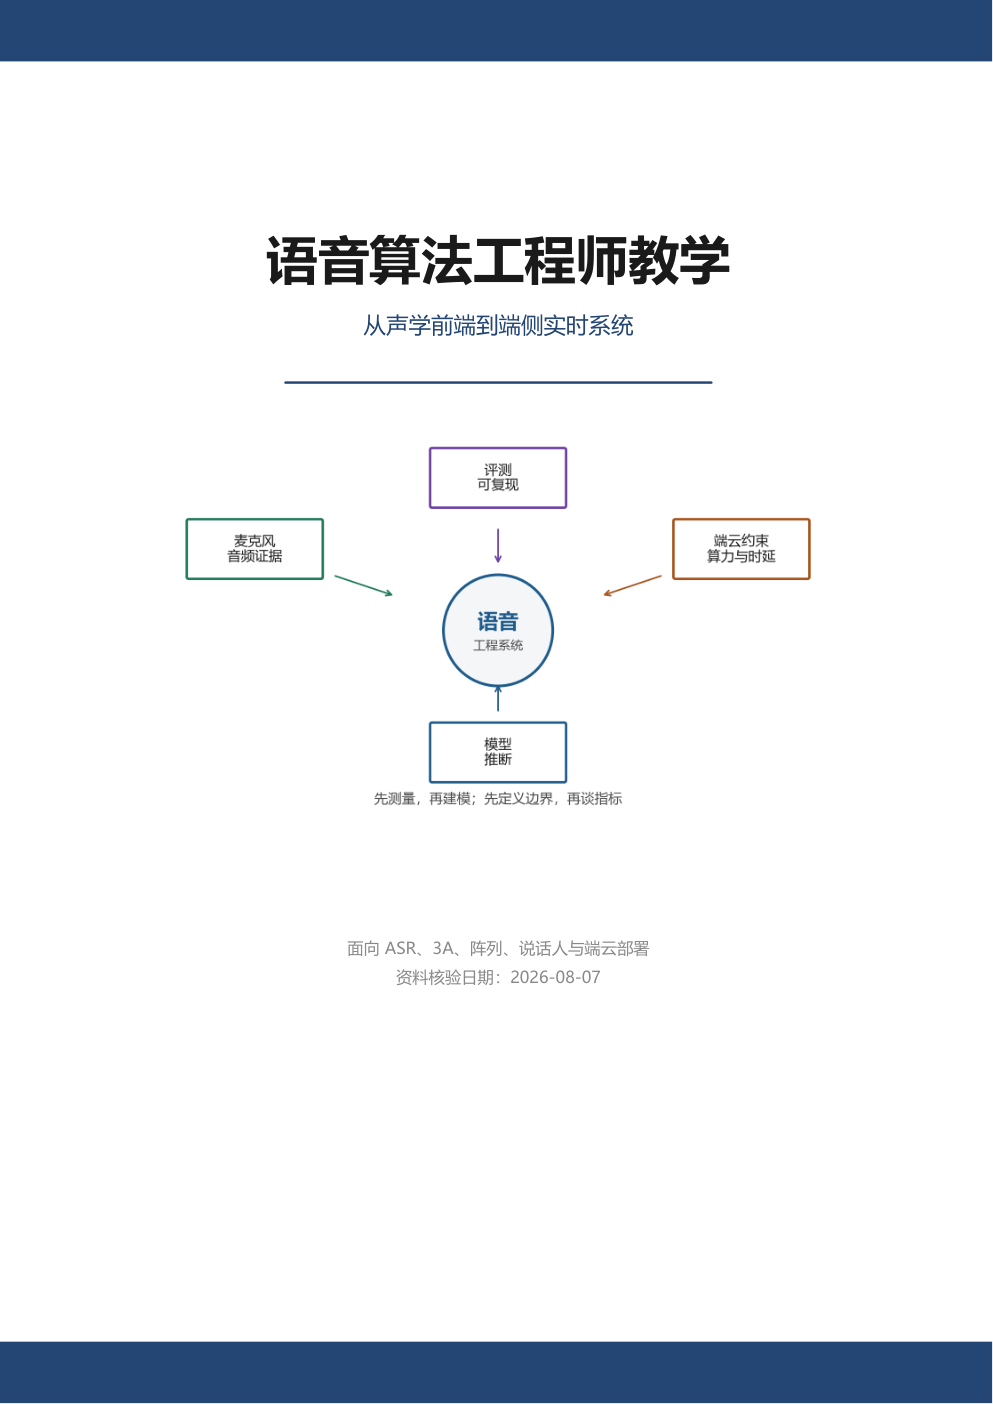 语音算法工程师教学
从声学前端到端侧实时系统
评测
可复现
麦克风
音频证据
端云约束
算力与时延
语音
工程系统
模型
推断
先测量，再建模；先定义边界，再谈指标
面向 ASR、3A、阵列、说话人与端云部署
资料核验日期：2026-08-07